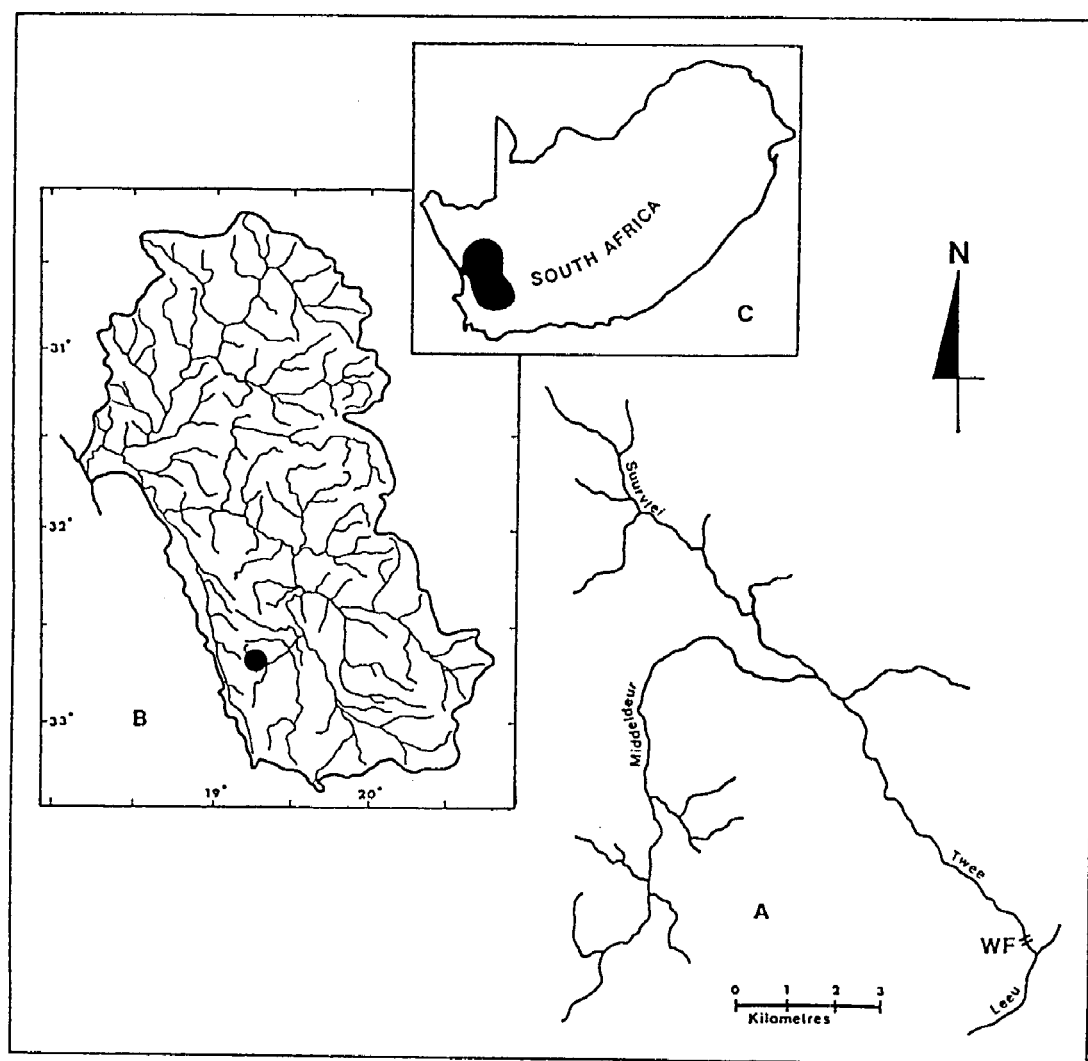 SOUTH AFRICA
C
N
31°
32°
33°
B
19°
20°
Suurvlei
Middeldeur
Twee
A
WF
Leeu
0 1 2 3
Kilometres